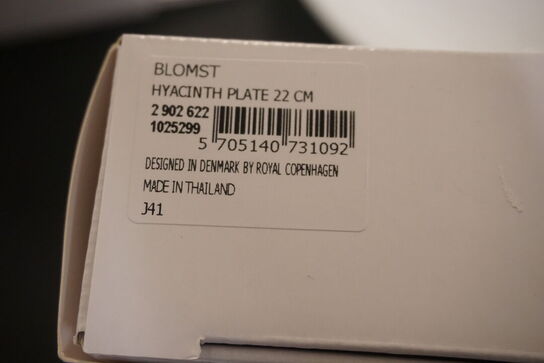 BLOMST
HYACINTH PLATE 22 CM
2 902 622
1025299
5 705140 731092
DESIGNED IN DENMARK BY ROYAL COPENHAGEN
MADE IN THAILAND
J41